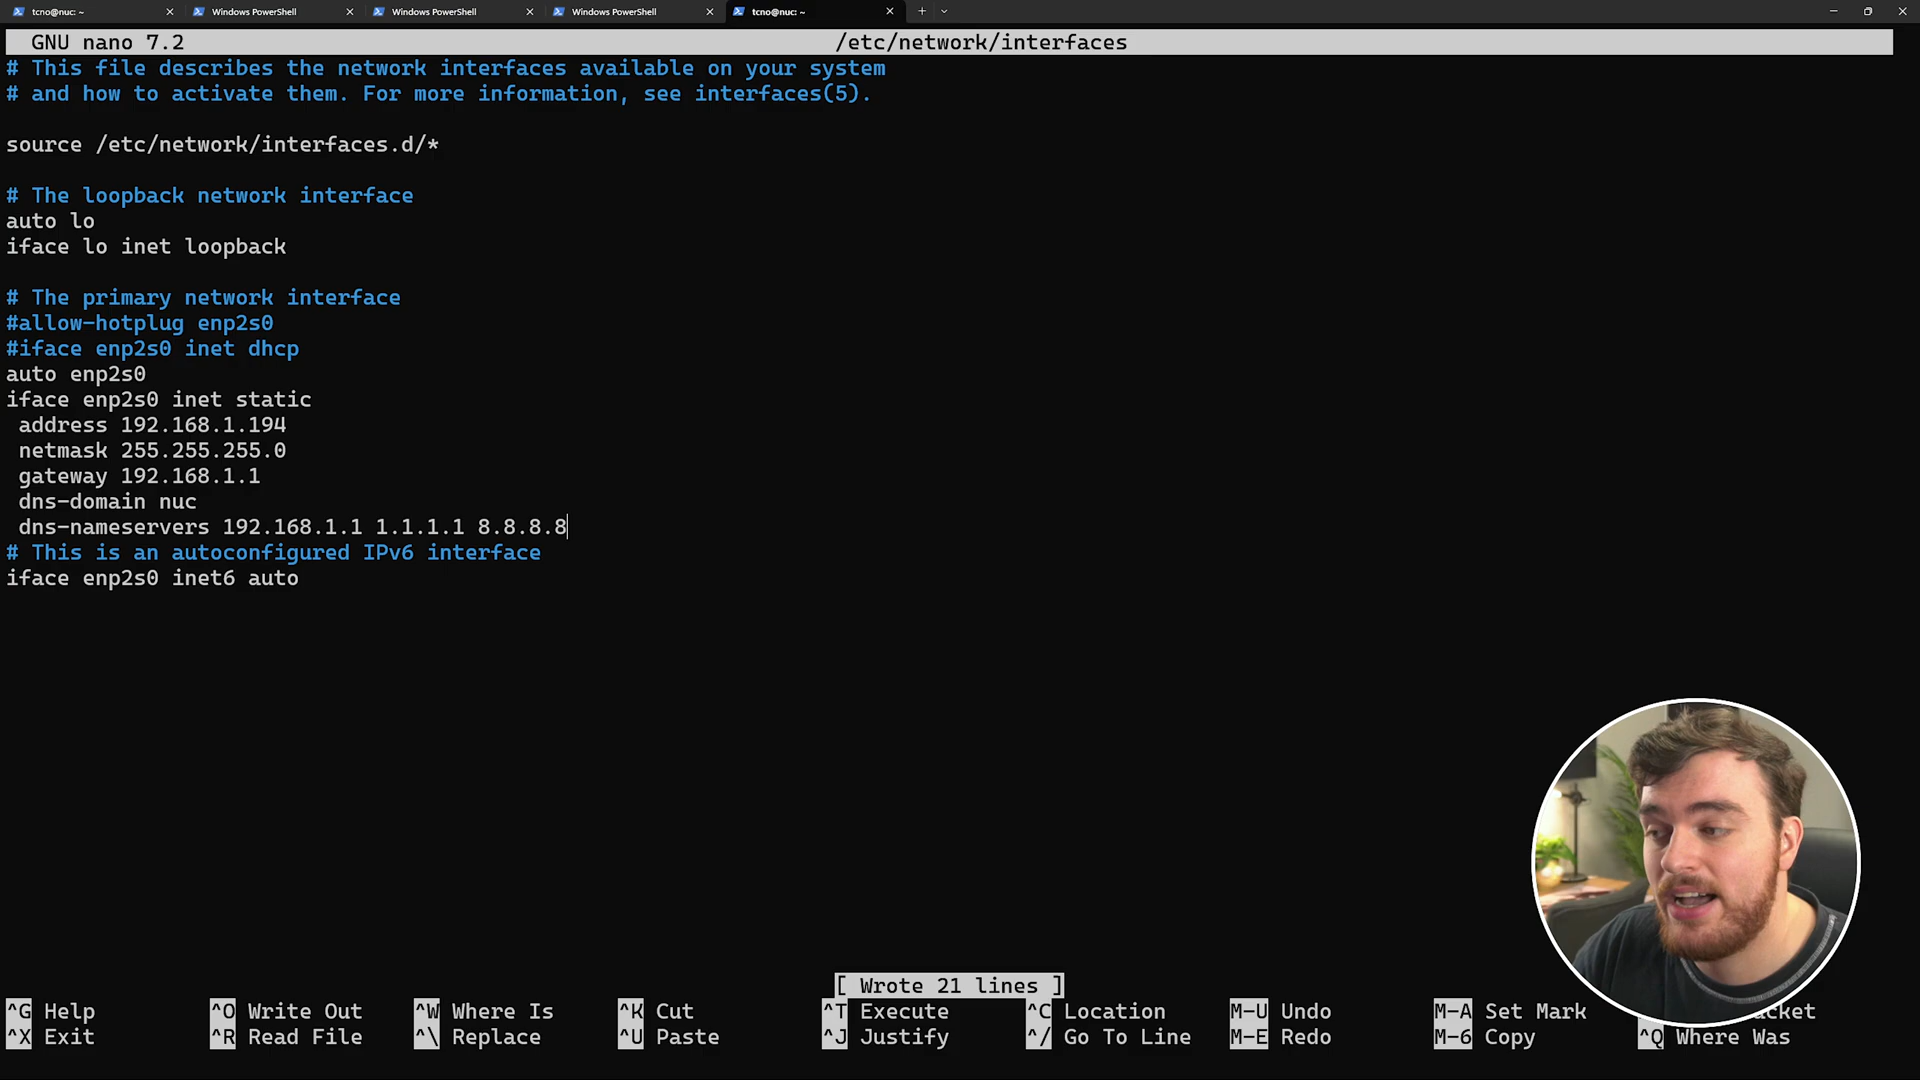 tcno@nuc: ~
Windows PowerShell
Windows PowerShell
Windows PowerShell
tcno@nuc: ~
GNU nano 7.2 /etc/network/interfaces
# This file describes the network interfaces available on your system
# and how to activate them. For more information, see interfaces(5).
source /etc/network/interfaces.d/*
# The loopback network interface
auto lo
iface lo inet loopback
# The primary network interface
#allow-hotplug enp2s0
#iface enp2s0 inet dhcp
auto enp2s0
iface enp2s0 inet static
address 192.168.1.194
netmask 255.255.255.0
gateway 192.168.1.1
dns-domain nuc
dns-nameservers 192.168.1.1 1.1.1.1 8.8.8.8
# This is an autoconfigured IPv6 interface
iface enp2s0 inet6 auto
[ Wrote 21 lines ]
^G Help ^O Write Out ^W Where Is ^K Cut ^T Execute ^C Location M-U Undo M-A Set Mark
^X Exit ^R Read File ^\ Replace ^U Paste ^J Justify ^/ Go To Line M-E Redo M-6 Copy ^Q Where Was